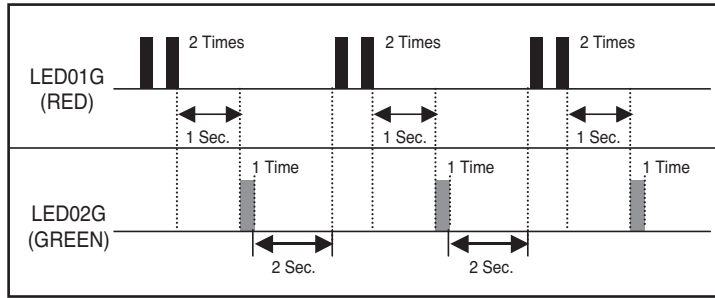 2 Times 2 Times 2 Times
LED01G
(RED)
1 Sec. 1 Sec. 1 Sec.
1 Time 1 Time 1 Time
LED02G
(GREEN)
2 Sec. 2 Sec.